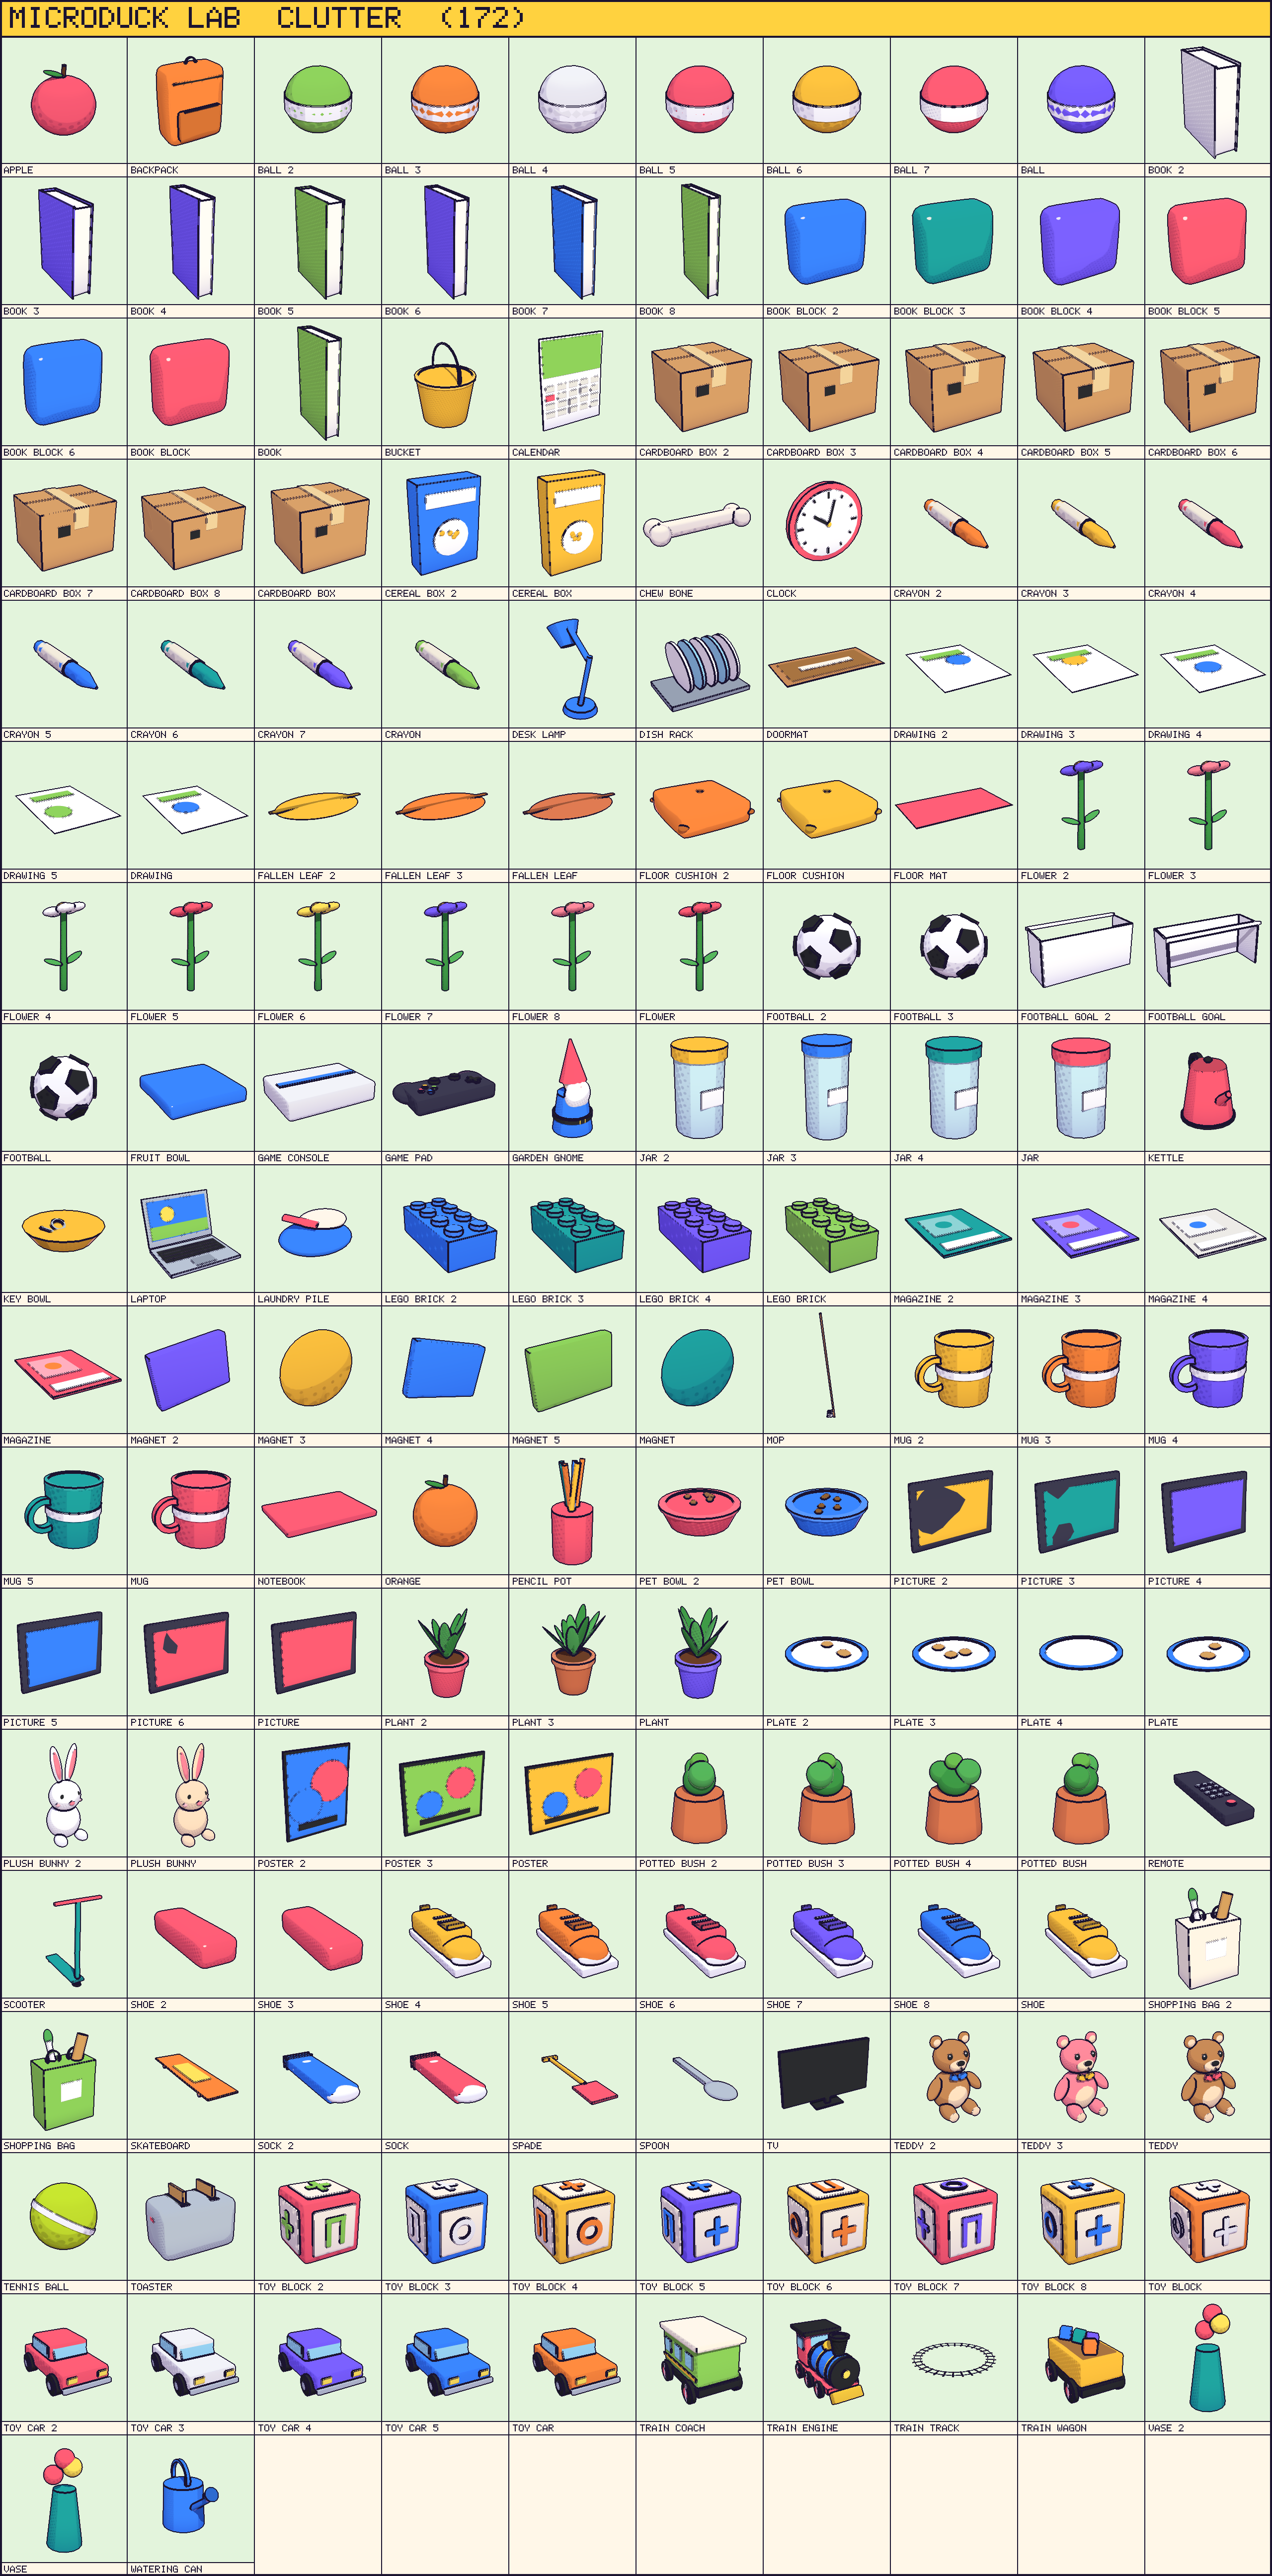 MICRODUCK LAB CLUTTER (172)
APPLE BACKPACK BALL 2 BALL 3 BALL 4 BALL 5 BALL 6 BALL 7 BALL BOOK 2
BOOK 3 BOOK 4 BOOK 5 BOOK 6 BOOK 7 BOOK 8 BOOK BLOCK 2 BOOK BLOCK 3 BOOK BLOCK 4 BOOK BLOCK 5
BOOK BLOCK 6 BOOK BLOCK BOOK BUCKET CALENDAR CARDBOARD BOX 2 CARDBOARD BOX 3 CARDBOARD BOX 4 CARDBOARD BOX 5 CARDBOARD BOX 6
CARDBOARD BOX 7 CARDBOARD BOX 8 CARDBOARD BOX CEREAL BOX 2 CEREAL BOX CHEW BONE CLOCK CRAYON 2 CRAYON 3 CRAYON 4
CRAYON 5 CRAYON 6 CRAYON 7 CRAYON DESK LAMP DISH RACK DOORMAT DRAWING 2 DRAWING 3 DRAWING 4
DRAWING 5 DRAWING FALLEN LEAF 2 FALLEN LEAF 3 FALLEN LEAF FLOOR CUSHION 2 FLOOR CUSHION FLOOR MAT FLOWER 2 FLOWER 3
FLOWER 4 FLOWER 5 FLOWER 6 FLOWER 7 FLOWER 8 FLOWER FOOTBALL 2 FOOTBALL 3 FOOTBALL GOAL 2 FOOTBALL GOAL
FOOTBALL FRUIT BOWL GAME CONSOLE GAME PAD GARDEN GNOME JAR 2 JAR 3 JAR 4 JAR KETTLE
KEY BOWL LAPTOP LAUNDRY PILE LEGO BRICK 2 LEGO BRICK 3 LEGO BRICK 4 LEGO BRICK MAGAZINE 2 MAGAZINE 3 MAGAZINE 4
MAGAZINE MAGNET 2 MAGNET 3 MAGNET 4 MAGNET 5 MAGNET MOP MUG 2 MUG 3 MUG 4
MUG 5 MUG NOTEBOOK ORANGE PENCIL POT PET BOWL 2 PET BOWL PICTURE 2 PICTURE 3 PICTURE 4
PICTURE 5 PICTURE 6 PICTURE PLANT 2 PLANT 3 PLANT PLATE 2 PLATE 3 PLATE 4 PLATE
PLUSH BUNNY 2 PLUSH BUNNY POSTER 2 POSTER 3 POSTER POTTED BUSH 2 POTTED BUSH 3 POTTED BUSH 4 POTTED BUSH REMOTE
SCOOTER SHOE 2 SHOE 3 SHOE 4 SHOE 5 SHOE 6 SHOE 7 SHOE 8 SHOE SHOPPING BAG 2
SHOPPING BAG SKATEBOARD SOCK 2 SOCK SPADE SPOON TV TEDDY 2 TEDDY 3 TEDDY
TENNIS BALL TOASTER TOY BLOCK 2 TOY BLOCK 3 TOY BLOCK 4 TOY BLOCK 5 TOY BLOCK 6 TOY BLOCK 7 TOY BLOCK 8 TOY BLOCK
TOY CAR 2 TOY CAR 3 TOY CAR 4 TOY CAR 5 TOY CAR TRAIN COACH TRAIN ENGINE TRAIN TRACK TRAIN WAGON VASE 2
VASE WATERING CAN